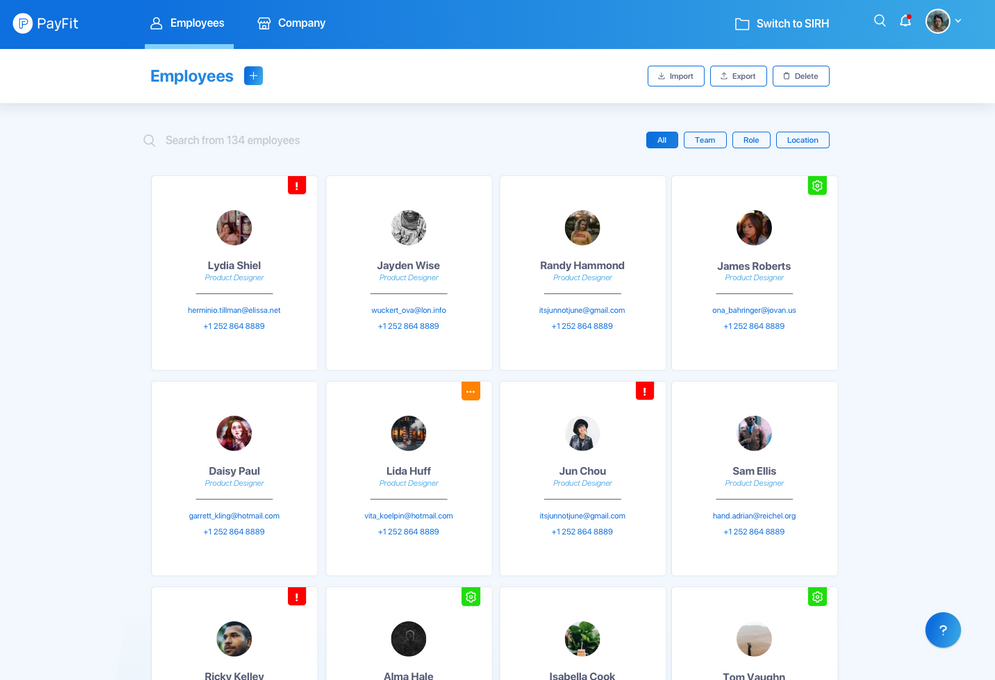 PayFit
Employees
Company
Switch to SIRH
Employees
+
Import
Export
Delete
Search from 134 employees
All
Team
Role
Location
!
Lydia Shiel
Product Designer
herminio.tillman@elissa.net
+1 252 864 8889
Jayden Wise
Product Designer
wuckert_ova@lon.info
+1 252 864 8889
Randy Hammond
Product Designer
itsjunnotjune@gmail.com
+1 252 864 8889
James Roberts
Product Designer
ona_bahringer@jovan.us
+1 252 864 8889
Daisy Paul
Product Designer
garrett_kling@hotmail.com
+1 252 864 8889
...
Lida Huff
Product Designer
vita_koelpin@hotmail.com
+1 252 864 8889
!
Jun Chou
Product Designer
itsjunnotjune@gmail.com
+1 252 864 8889
Sam Ellis
Product Designer
hand.adrian@reichel.org
+1 252 864 8889
!
Ricky Kelley
Alma Hale
Isabella Cook
Tom Vaughn
?